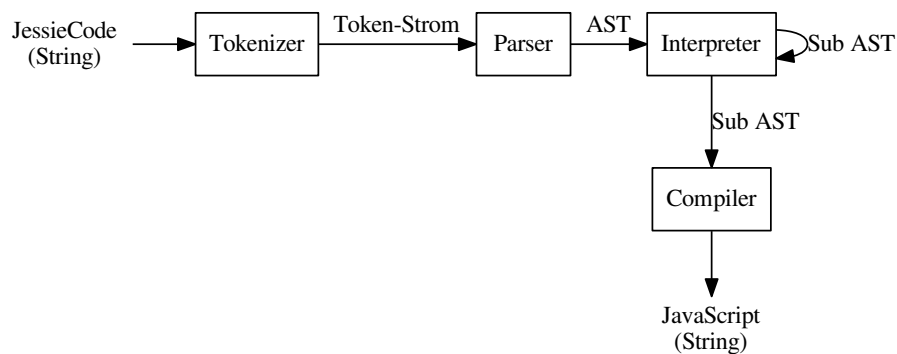 JessieCode
(String)
Tokenizer
Token-Strom
Parser
AST
Interpreter
Sub AST
Sub AST
Compiler
JavaScript
(String)